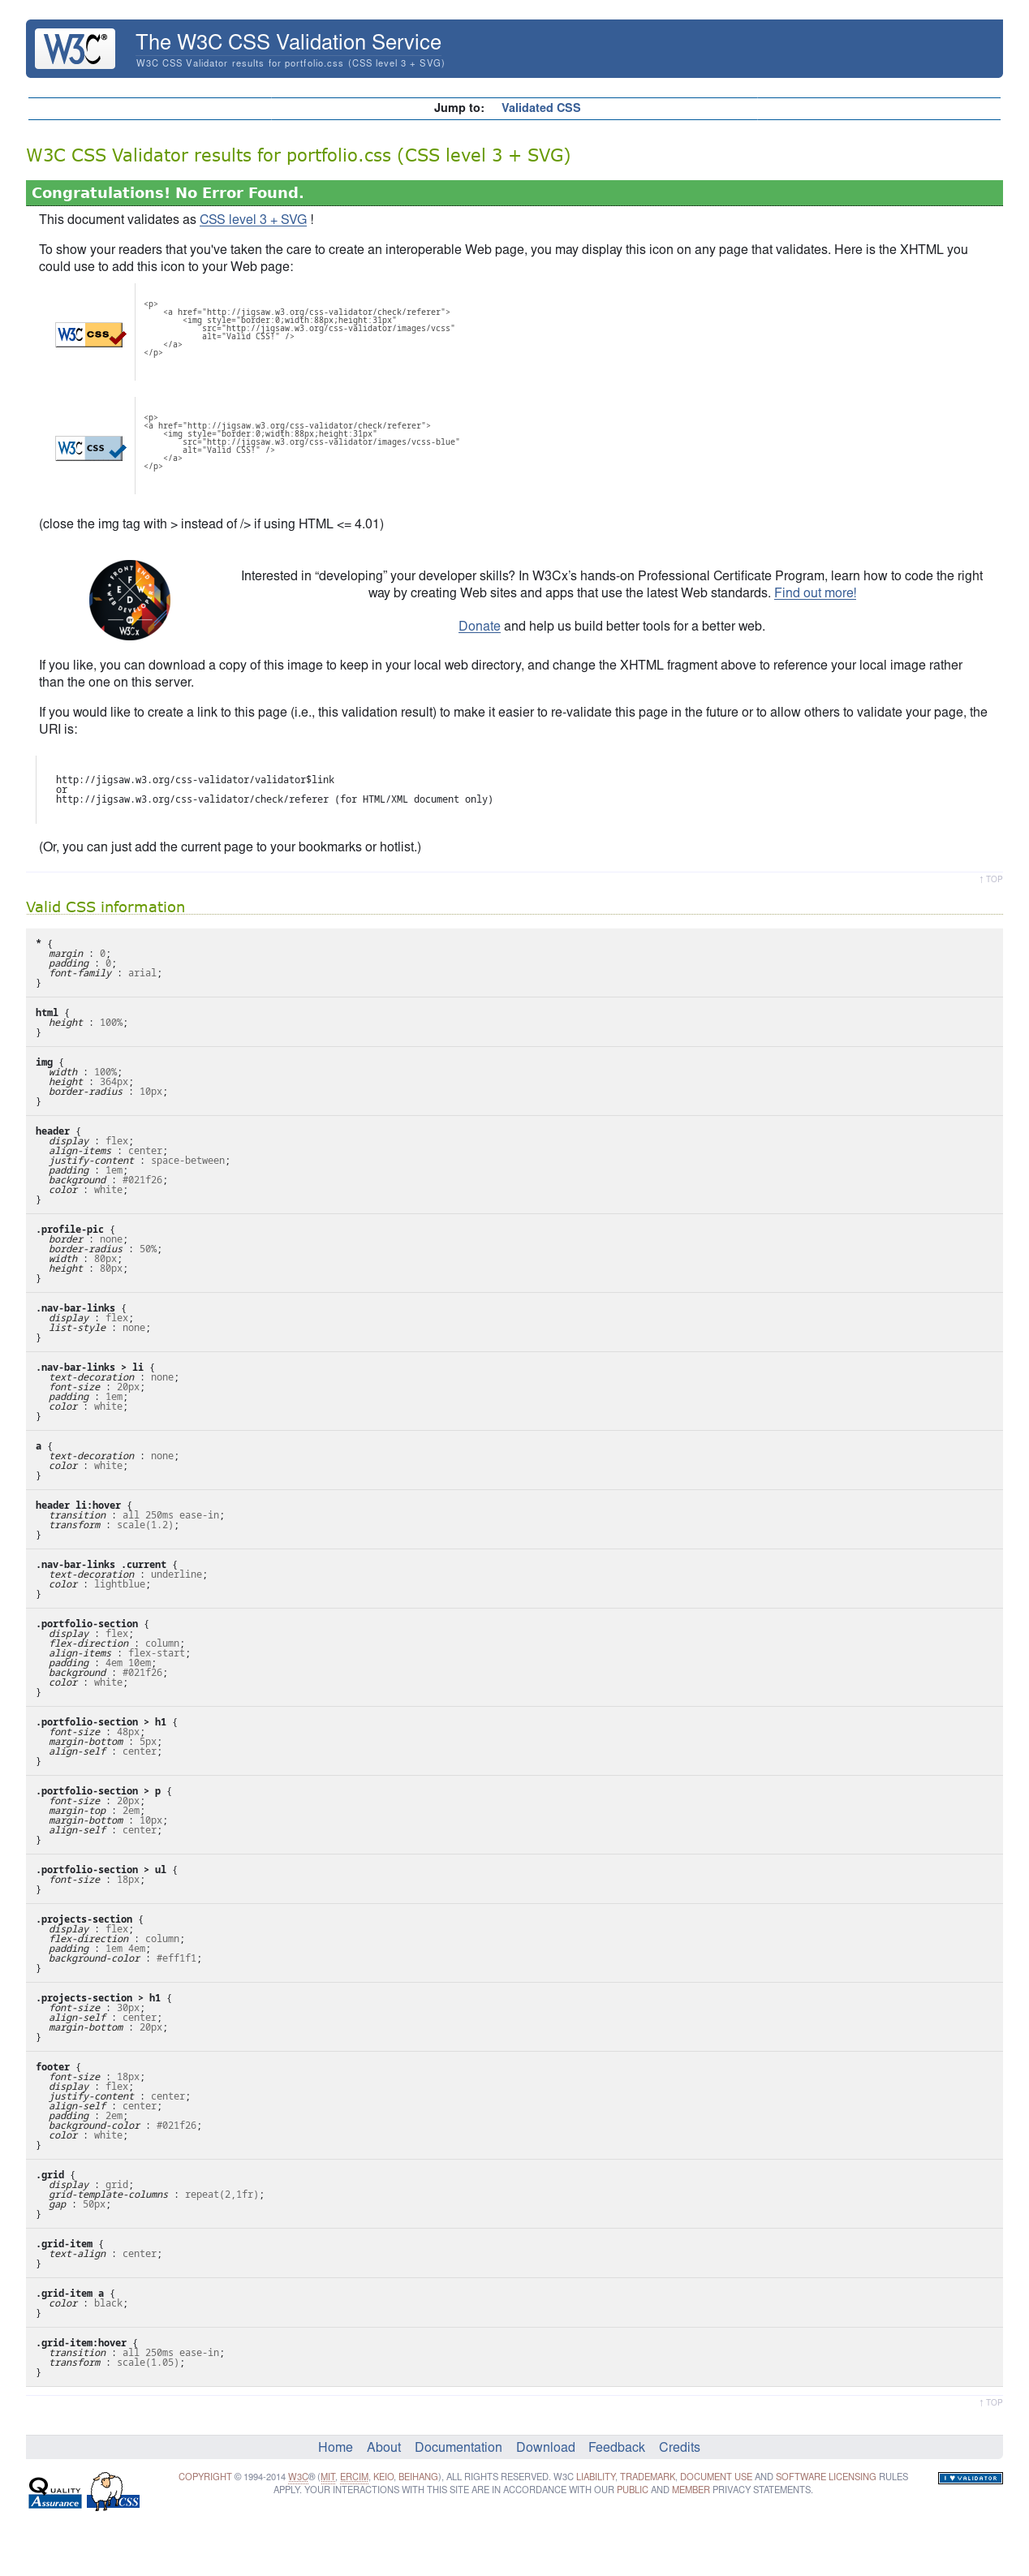 W3C®
The W3C CSS Validation Service
W3C CSS Validator results for portfolio.css (CSS level 3 + SVG)
Jump to: Validated CSS
W3C CSS Validator results for portfolio.css (CSS level 3 + SVG)
Congratulations! No Error Found.
This document validates as CSS level 3 + SVG !
To show your readers that you've taken the care to create an interoperable Web page, you may display this icon on any page that validates. Here is the XHTML you
could use to add this icon to your Web page:
W3C CSS
<p>
<a href="http://jigsaw.w3.org/css-validator/check/referer">
<img style="border:0;width:88px;height:31px"
src="http://jigsaw.w3.org/css-validator/images/vcss"
alt="Valid CSS!" />
</a>
</p>
W3C CSS
<p>
<a href="http://jigsaw.w3.org/css-validator/check/referer">
<img style="border:0;width:88px;height:31px"
src="http://jigsaw.w3.org/css-validator/images/vcss-blue"
alt="Valid CSS!" />
</a>
</p>
(close the img tag with > instead of /> if using HTML <= 4.01)
FRONT END
F E W D
WEB DEVELOPER
W3Cx
Interested in “developing” your developer skills? In W3Cx’s hands-on Professional Certificate Program, learn how to code the right
way by creating Web sites and apps that use the latest Web standards. Find out more!
Donate and help us build better tools for a better web.
If you like, you can download a copy of this image to keep in your local web directory, and change the XHTML fragment above to reference your local image rather
than the one on this server.
If you would like to create a link to this page (i.e., this validation result) to make it easier to re-validate this page in the future or to allow others to validate your page, the
URI is:
http://jigsaw.w3.org/css-validator/validator$link
or
http://jigsaw.w3.org/css-validator/check/referer (for HTML/XML document only)
(Or, you can just add the current page to your bookmarks or hotlist.)
↑ TOP
Valid CSS information
* {
margin : 0;
padding : 0;
font-family : arial;
}
html {
height : 100%;
}
img {
width : 100%;
height : 364px;
border-radius : 10px;
}
header {
display : flex;
align-items : center;
justify-content : space-between;
padding : 1em;
background : #021f26;
color : white;
}
.profile-pic {
border : none;
border-radius : 50%;
width : 80px;
height : 80px;
}
.nav-bar-links {
display : flex;
list-style : none;
}
.nav-bar-links > li {
text-decoration : none;
font-size : 20px;
padding : 1em;
color : white;
}
a {
text-decoration : none;
color : white;
}
header li:hover {
transition : all 250ms ease-in;
transform : scale(1.2);
}
.nav-bar-links .current {
text-decoration : underline;
color : lightblue;
}
.portfolio-section {
display : flex;
flex-direction : column;
align-items : flex-start;
padding : 4em 10em;
background : #021f26;
color : white;
}
.portfolio-section > h1 {
font-size : 48px;
margin-bottom : 5px;
align-self : center;
}
.portfolio-section > p {
font-size : 20px;
margin-top : 2em;
margin-bottom : 10px;
align-self : center;
}
.portfolio-section > ul {
font-size : 18px;
}
.projects-section {
display : flex;
flex-direction : column;
padding : 1em 4em;
background-color : #eff1f1;
}
.projects-section > h1 {
font-size : 30px;
align-self : center;
margin-bottom : 20px;
}
footer {
font-size : 18px;
display : flex;
justify-content : center;
align-self : center;
padding : 2em;
background-color : #021f26;
color : white;
}
.grid {
display : grid;
grid-template-columns : repeat(2,1fr);
gap : 50px;
}
.grid-item {
text-align : center;
}
.grid-item a {
color : black;
}
.grid-item:hover {
transition : all 250ms ease-in;
transform : scale(1.05);
}
↑ TOP
Home About Documentation Download Feedback Credits
QUALITY
Assurance
CSS
COPYRIGHT © 1994-2014 W3C® (MIT, ERCIM, KEIO, BEIHANG), ALL RIGHTS RESERVED. W3C LIABILITY, TRADEMARK, DOCUMENT USE AND SOFTWARE LICENSING RULES
APPLY. YOUR INTERACTIONS WITH THIS SITE ARE IN ACCORDANCE WITH OUR PUBLIC AND MEMBER PRIVACY STATEMENTS.
I ♥ VALIDATOR